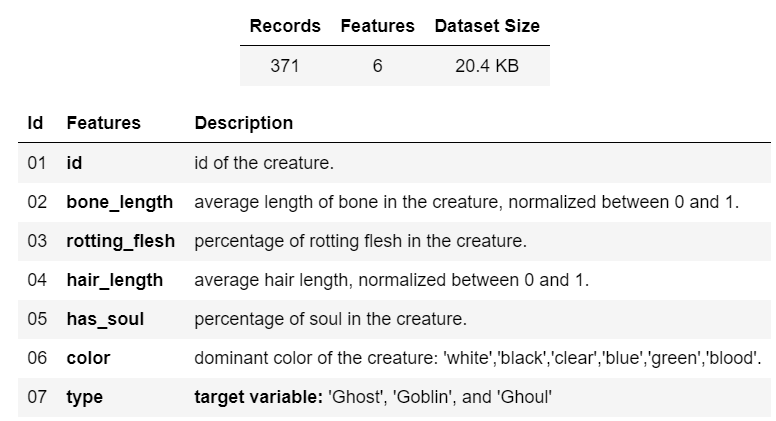 Records Features Dataset Size
371 6 20.4 KB
Id Features Description
01 id id of the creature.
02 bone_length average length of bone in the creature, normalized between 0 and 1.
03 rotting_flesh percentage of rotting flesh in the creature.
04 hair_length average hair length, normalized between 0 and 1.
05 has_soul percentage of soul in the creature.
06 color dominant color of the creature: 'white','black','clear','blue','green','blood'.
07 type target variable: 'Ghost', 'Goblin', and 'Ghoul'